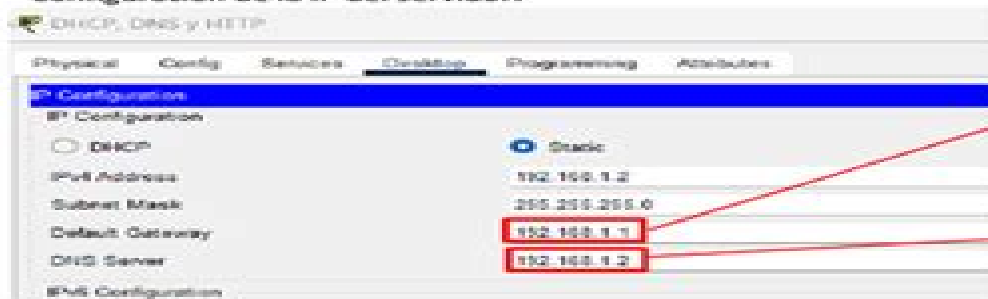 DHCP, DNS y HTTP
Physical Config Services Desktop Programming Attributes
IP Configuration
IP Configuration
DHCP Static
IPv4 Address 192.168.1.2
Subnet Mask 255.255.255.0
Default Gateway 192.168.1.1
DNS Server 192.168.1.2
IPv6 Configuration